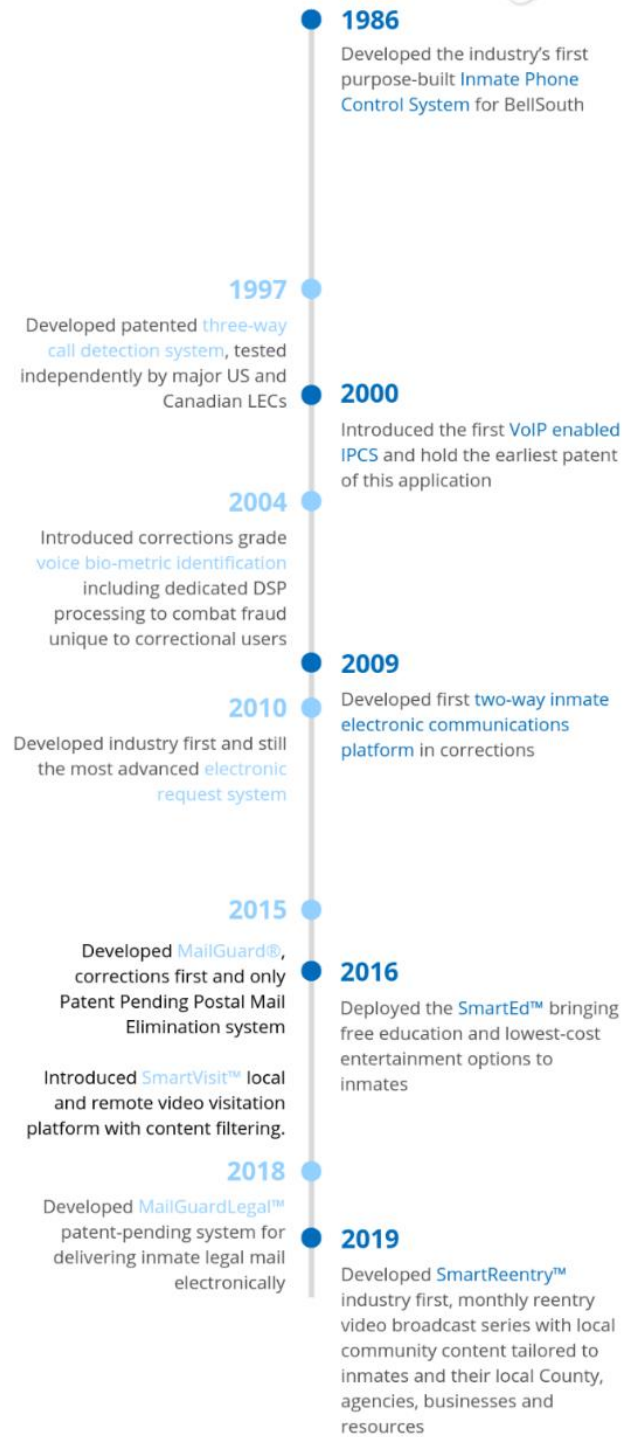 1986
Developed the industry's first
purpose-built Inmate Phone
Control System for BellSouth
1997
Developed patented three-way
call detection system, tested
independently by major US and
Canadian LECs
2000
Introduced the first VoIP enabled
IPCS and hold the earliest patent
of this application
2004
Introduced corrections grade
voice bio-metric identification
including dedicated DSP
processing to combat fraud
unique to correctional users
2009
Developed first two-way inmate
electronic communications
platform in corrections
2010
Developed industry first and still
the most advanced electronic
request system
2015
Developed MailGuard®,
corrections first and only
Patent Pending Postal Mail
Elimination system
Introduced SmartVisit™ local
and remote video visitation
platform with content filtering.
2016
Deployed the SmartEd™ bringing
free education and lowest-cost
entertainment options to
inmates
2018
Developed MailGuardLegal™
patent-pending system for
delivering inmate legal mail
electronically
2019
Developed SmartReentry™
industry first, monthly reentry
video broadcast series with local
community content tailored to
inmates and their local County,
agencies, businesses and
resources